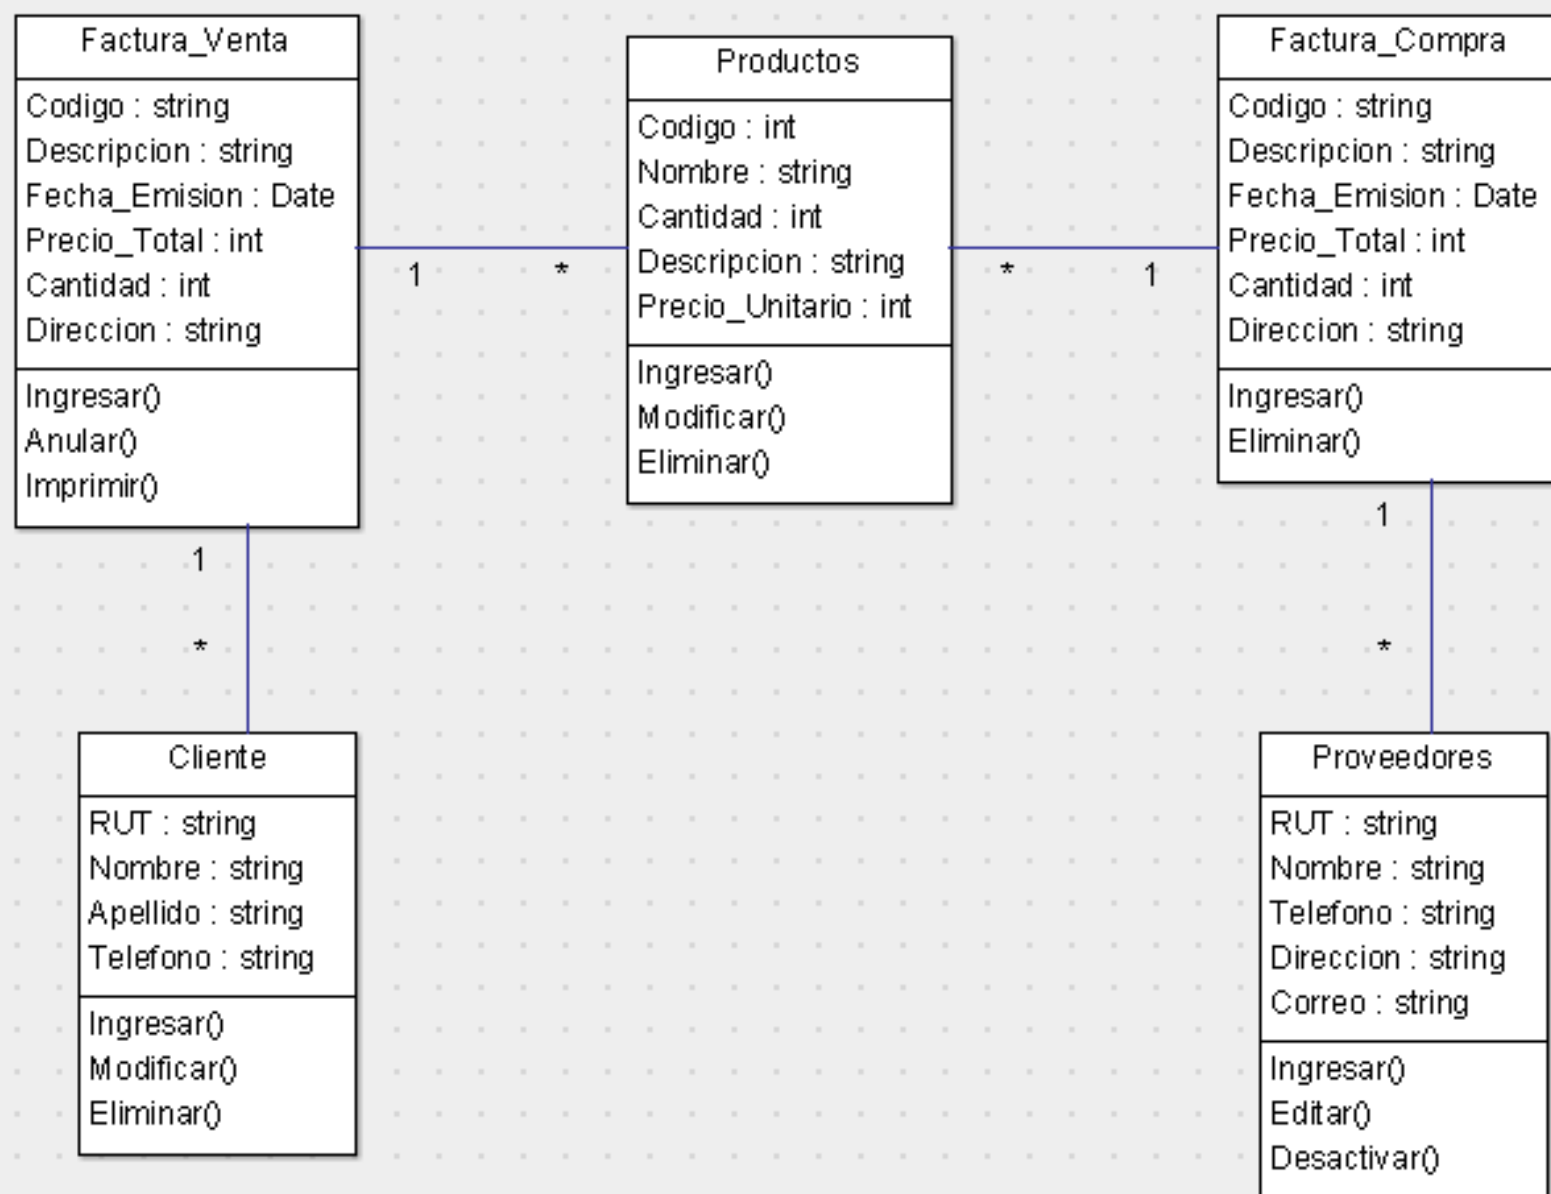 Factura_Venta
Codigo : string
Descripcion : string
Fecha_Emision : Date
Precio_Total : int
Cantidad : int
Direccion : string
Ingresar()
Anular()
Imprimir()
1
*
Productos
Codigo : int
Nombre : string
Cantidad : int
Descripcion : string
Precio_Unitario : int
Ingresar()
Modificar()
Eliminar()
*
1
Factura_Compra
Codigo : string
Descripcion : string
Fecha_Emision : Date
Precio_Total : int
Cantidad : int
Direccion : string
Ingresar()
Eliminar()
1
*
Cliente
RUT : string
Nombre : string
Apellido : string
Telefono : string
Ingresar()
Modificar()
Eliminar()
1
*
Proveedores
RUT : string
Nombre : string
Telefono : string
Direccion : string
Correo : string
Ingresar()
Editar()
Desactivar()